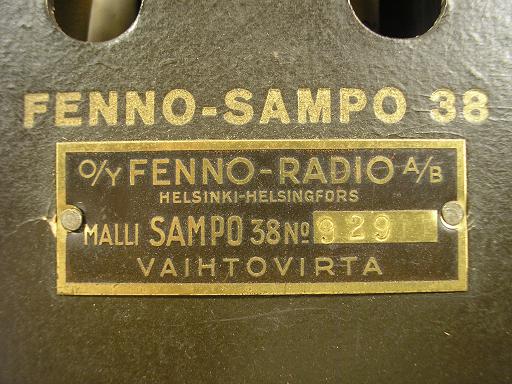 FENNO-SAMPO 38
O/Y FENNO-RADIO A/B
HELSINKI-HELSINGFORS
MALLI SAMPO 38 No 929
VAIHTOVIRTA